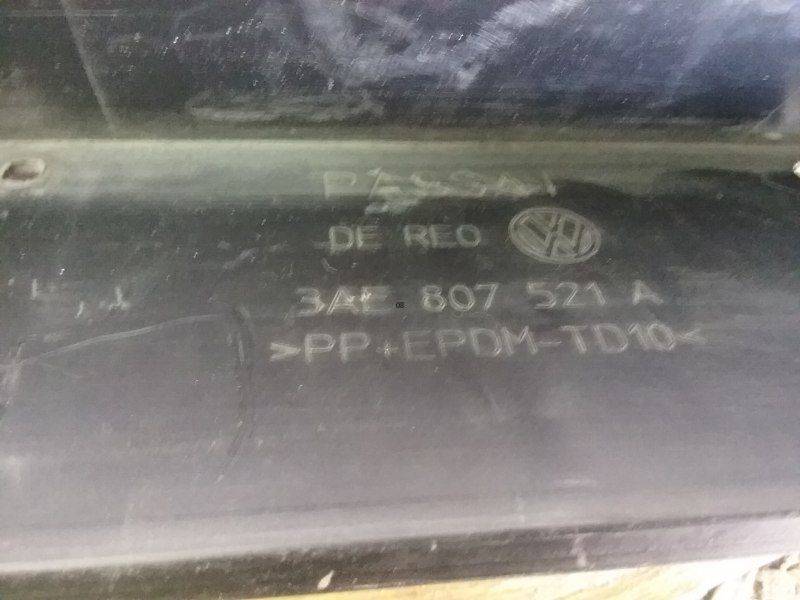 PASSAT
DE REO
3AE 807 521 A
>PP+EPDM-TD10<